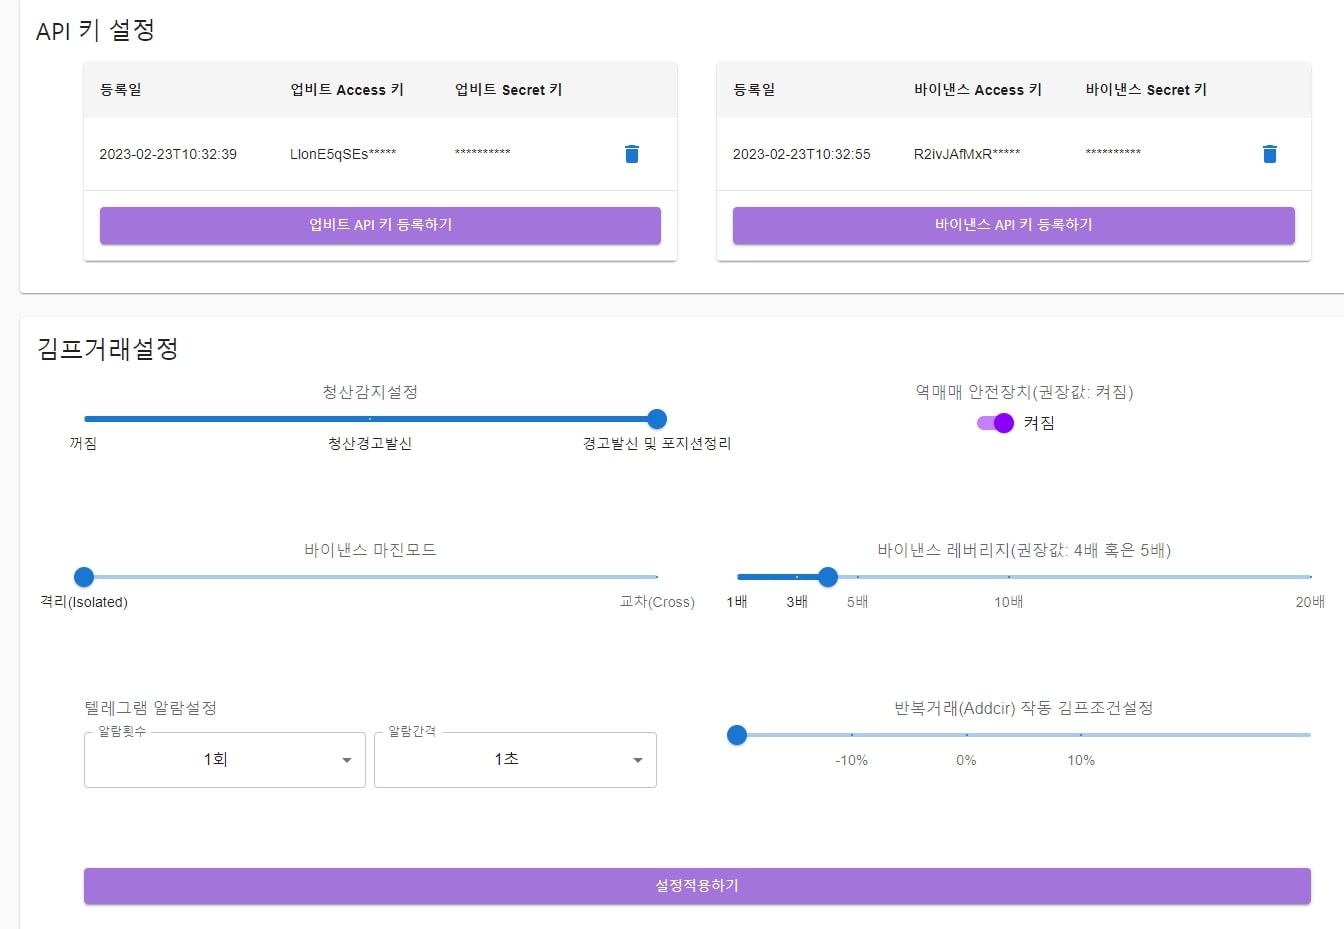 API 키 설정
등록일 업비트 Access 키 업비트 Secret 키
2023-02-23T10:32:39 LIonE5qSEs***** **********
업비트 API 키 등록하기
등록일 바이낸스 Access 키 바이낸스 Secret 키
2023-02-23T10:32:55 R2ivJAfMxR***** **********
바이낸스 API 키 등록하기
김프거래설정
청산감지설정
꺼짐 청산경고발신 경고발신 및 포지션정리
역매매 안전장치(권장값: 켜짐)
켜짐
바이낸스 마진모드
격리(Isolated) 교차(Cross)
바이낸스 레버리지(권장값: 4배 혹은 5배)
1배 3배 5배 10배 20배
텔레그램 알람설정
알람횟수 알람간격
1회 1초
반복거래(Addcir) 작동 김프조건설정
-10% 0% 10%
설정적용하기